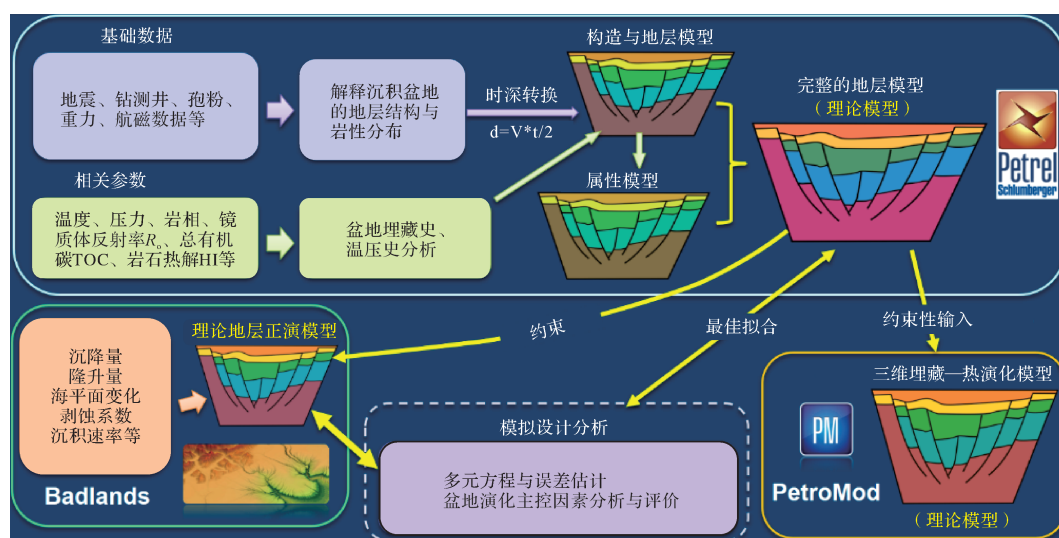 基础数据
地震、钻测井、孢粉、
重力、航磁数据等
解释沉积盆地
的地层结构与
岩性分布
时深转换
d=V*t/2
构造与地层模型
完整的地层模型
（理论模型）
Petrel
Schlumberger
相关参数
温度、压力、岩相、镜
质体反射率Ro、总有机
碳TOC、岩石热解HI等
盆地埋藏史、
温压史分析
属性模型
约束
最佳拟合
约束性输入
沉降量
隆升量
海平面变化
剥蚀系数
沉积速率等
Badlands
理论地层正演模型
模拟设计分析
多元方程与误差估计
盆地演化主控因素分析与评价
三维埋藏—热演化模型
PM
PetroMod
（理论模型）